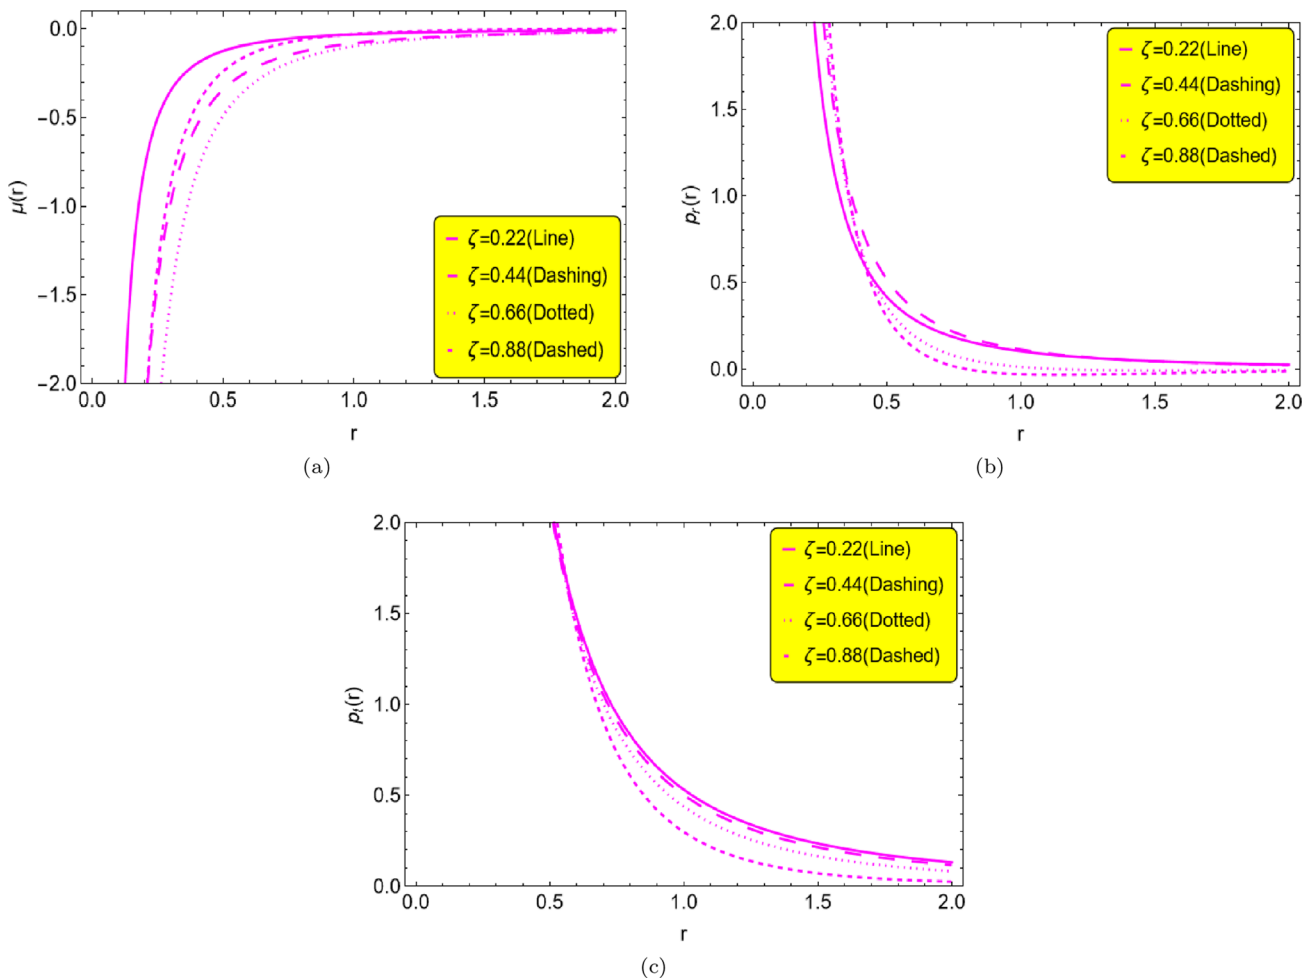 μ(r)
0.0
−0.5
−1.0
−1.5
−2.0
0.0 0.5 1.0 1.5 2.0
r
ζ=0.22(Line)
ζ=0.44(Dashing)
ζ=0.66(Dotted)
ζ=0.88(Dashed)
(a)
p_r(r)
2.0
1.5
1.0
0.5
0.0
0.0 0.5 1.0 1.5 2.0
r
ζ=0.22(Line)
ζ=0.44(Dashing)
ζ=0.66(Dotted)
ζ=0.88(Dashed)
(b)
p_t(r)
2.0
1.5
1.0
0.5
0.0
0.0 0.5 1.0 1.5 2.0
r
ζ=0.22(Line)
ζ=0.44(Dashing)
ζ=0.66(Dotted)
ζ=0.88(Dashed)
(c)